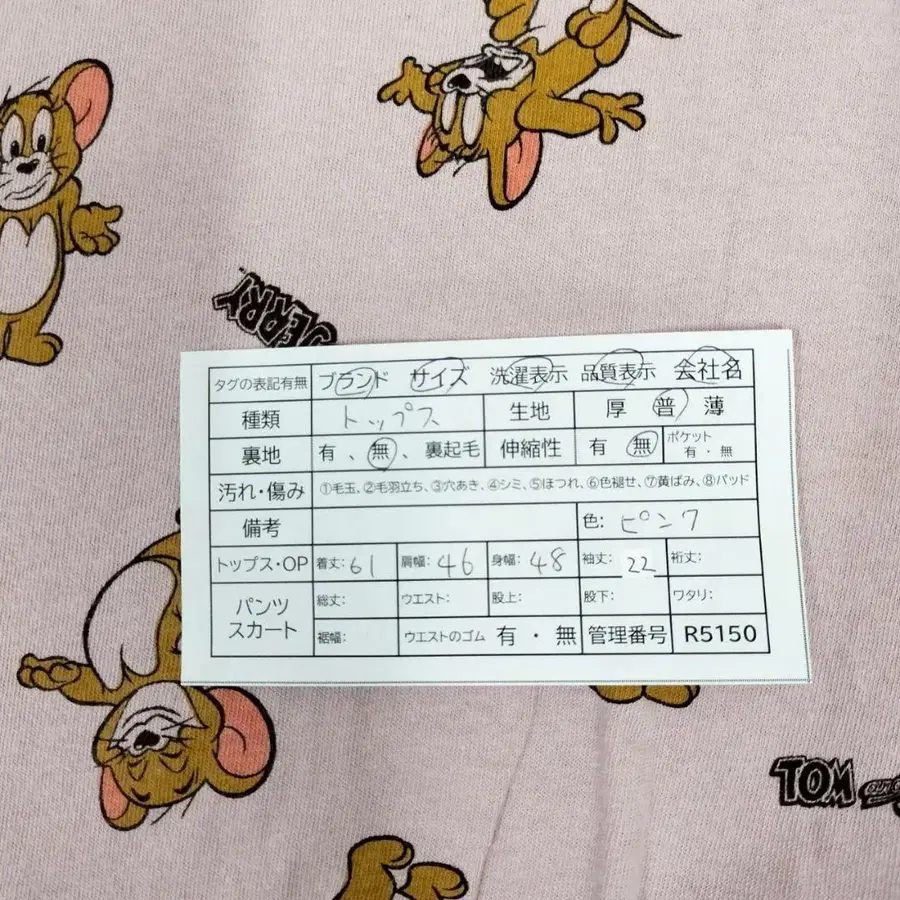 JERRY
タグの表記有無 ブランド サイズ 洗濯表示 品質表示 会社名
種類 トップス 生地 厚 普 薄
裏地 有 、 無 、 裏起毛 伸縮性 有 無 ポケット 有 ・ 無
汚れ・傷み ①毛玉、②毛羽立ち、③穴あき、④シミ、⑤ほつれ、⑥色褪せ、⑦黄ばみ、⑧パッド
備考 色: ピンク
トップス・OP 着丈: 61 肩幅: 46 身幅: 48 袖丈: 22 裄丈:
パンツ スカート 総丈: ウエスト: 股上: 股下: ワタリ:
裾幅: ウエストのゴム 有 ・ 無 管理番号 R5150
TOM